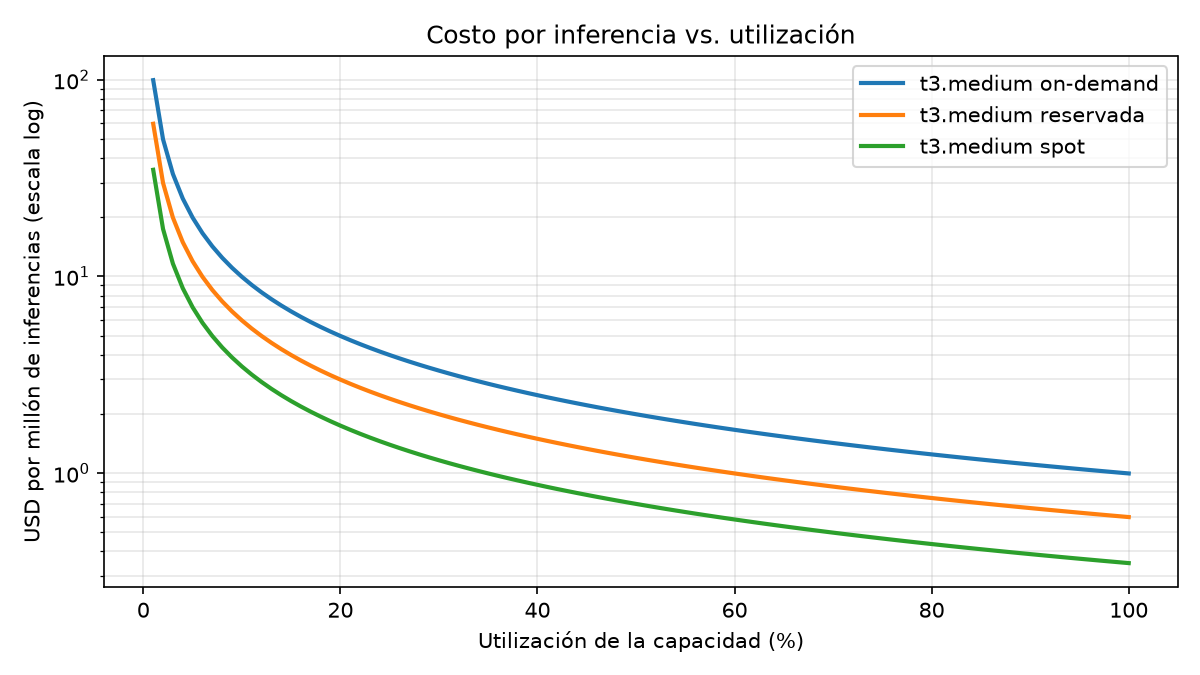 Costo por inferencia vs. utilización
USD por millón de inferencias (escala log)
10²
10¹
10⁰
t3.medium on-demand
t3.medium reservada
t3.medium spot
0 20 40 60 80 100
Utilización de la capacidad (%)